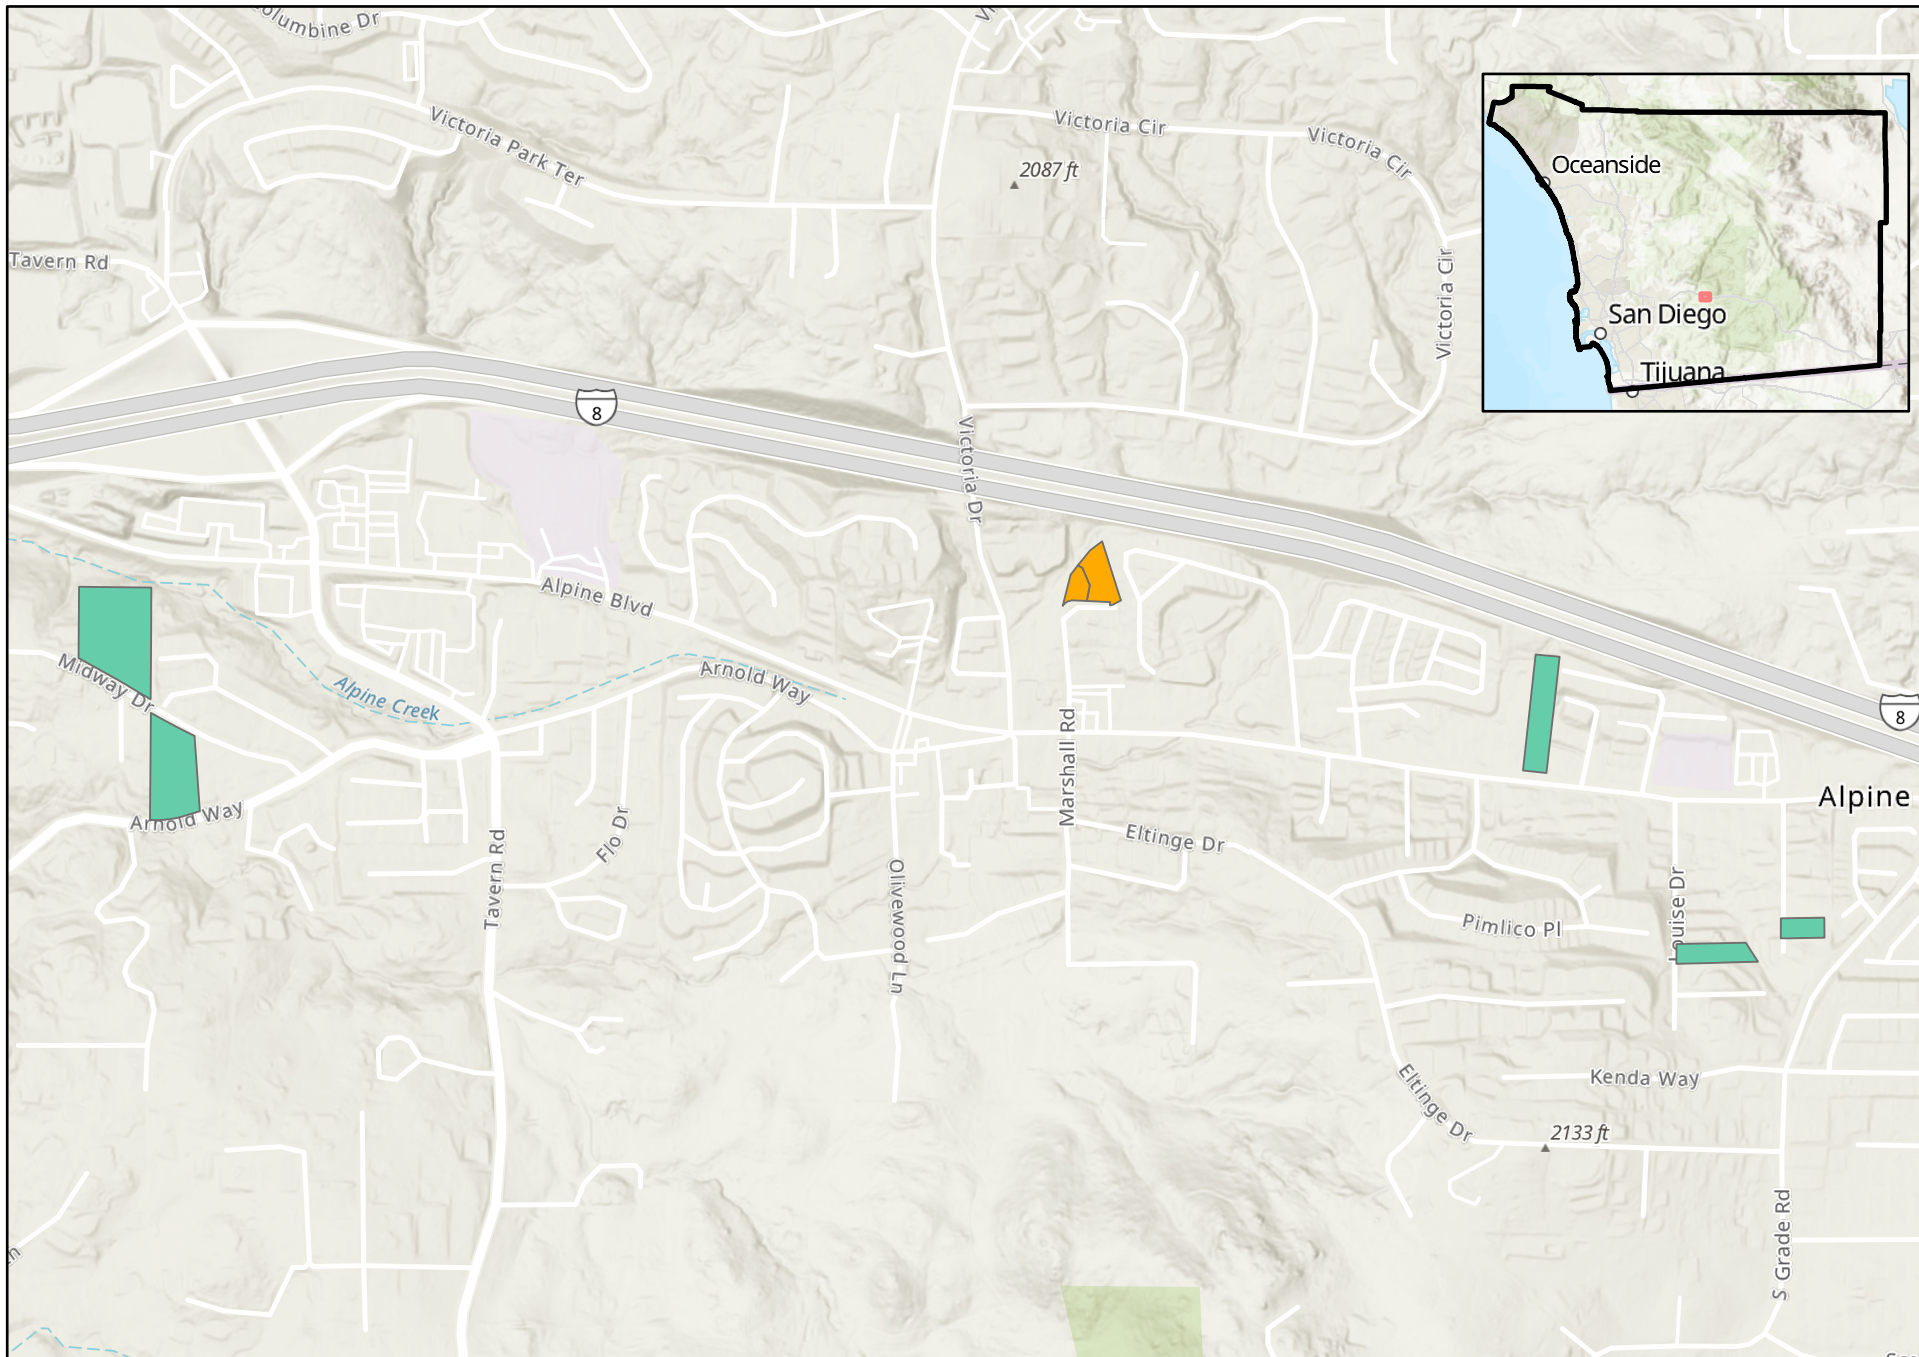 Columbine Dr
Victoria Park Ter
Victoria Cir
Victoria Cir
2087 ft
Oceanside
San Diego
Tijuana
Tavern Rd
Victoria Cir
8
Victoria Dr
Alpine Blvd
Arnold Way
Midway Dr
Alpine Creek
8
Marshall Rd
Alpine
Arnold Way
Flo Dr
Eltinge Dr
Tavern Rd
Olivewood Ln
Pimlico Pl
Louise Dr
Kenda Way
Eltinge Dr
2133 ft
S Grade Rd